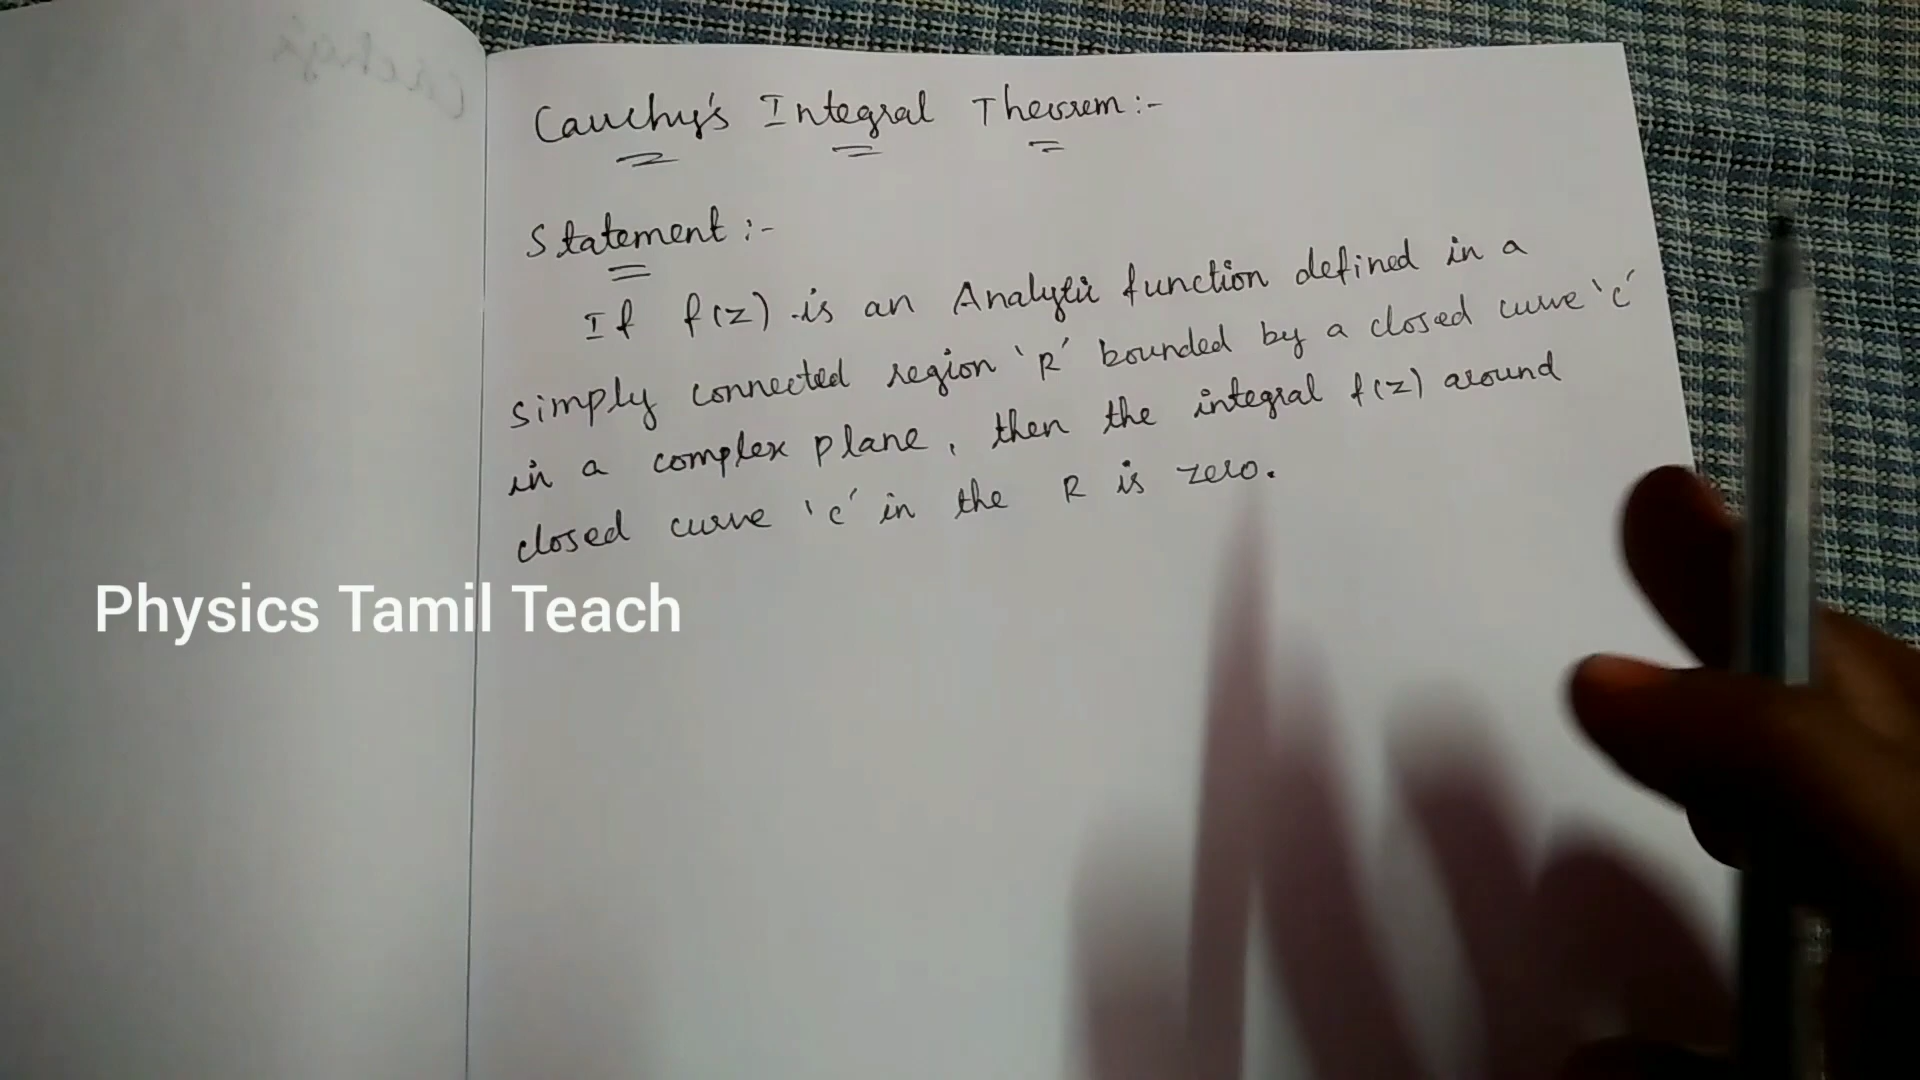 Cauchy's Integral Theorem:-
Statement:-
If f(z) is an Analytic function defined in a
simply connected region 'R' bounded by a closed curve 'c'
in a complex plane, then the integral f(z) around
closed curve 'c' in the R is zero.
Physics Tamil Teach